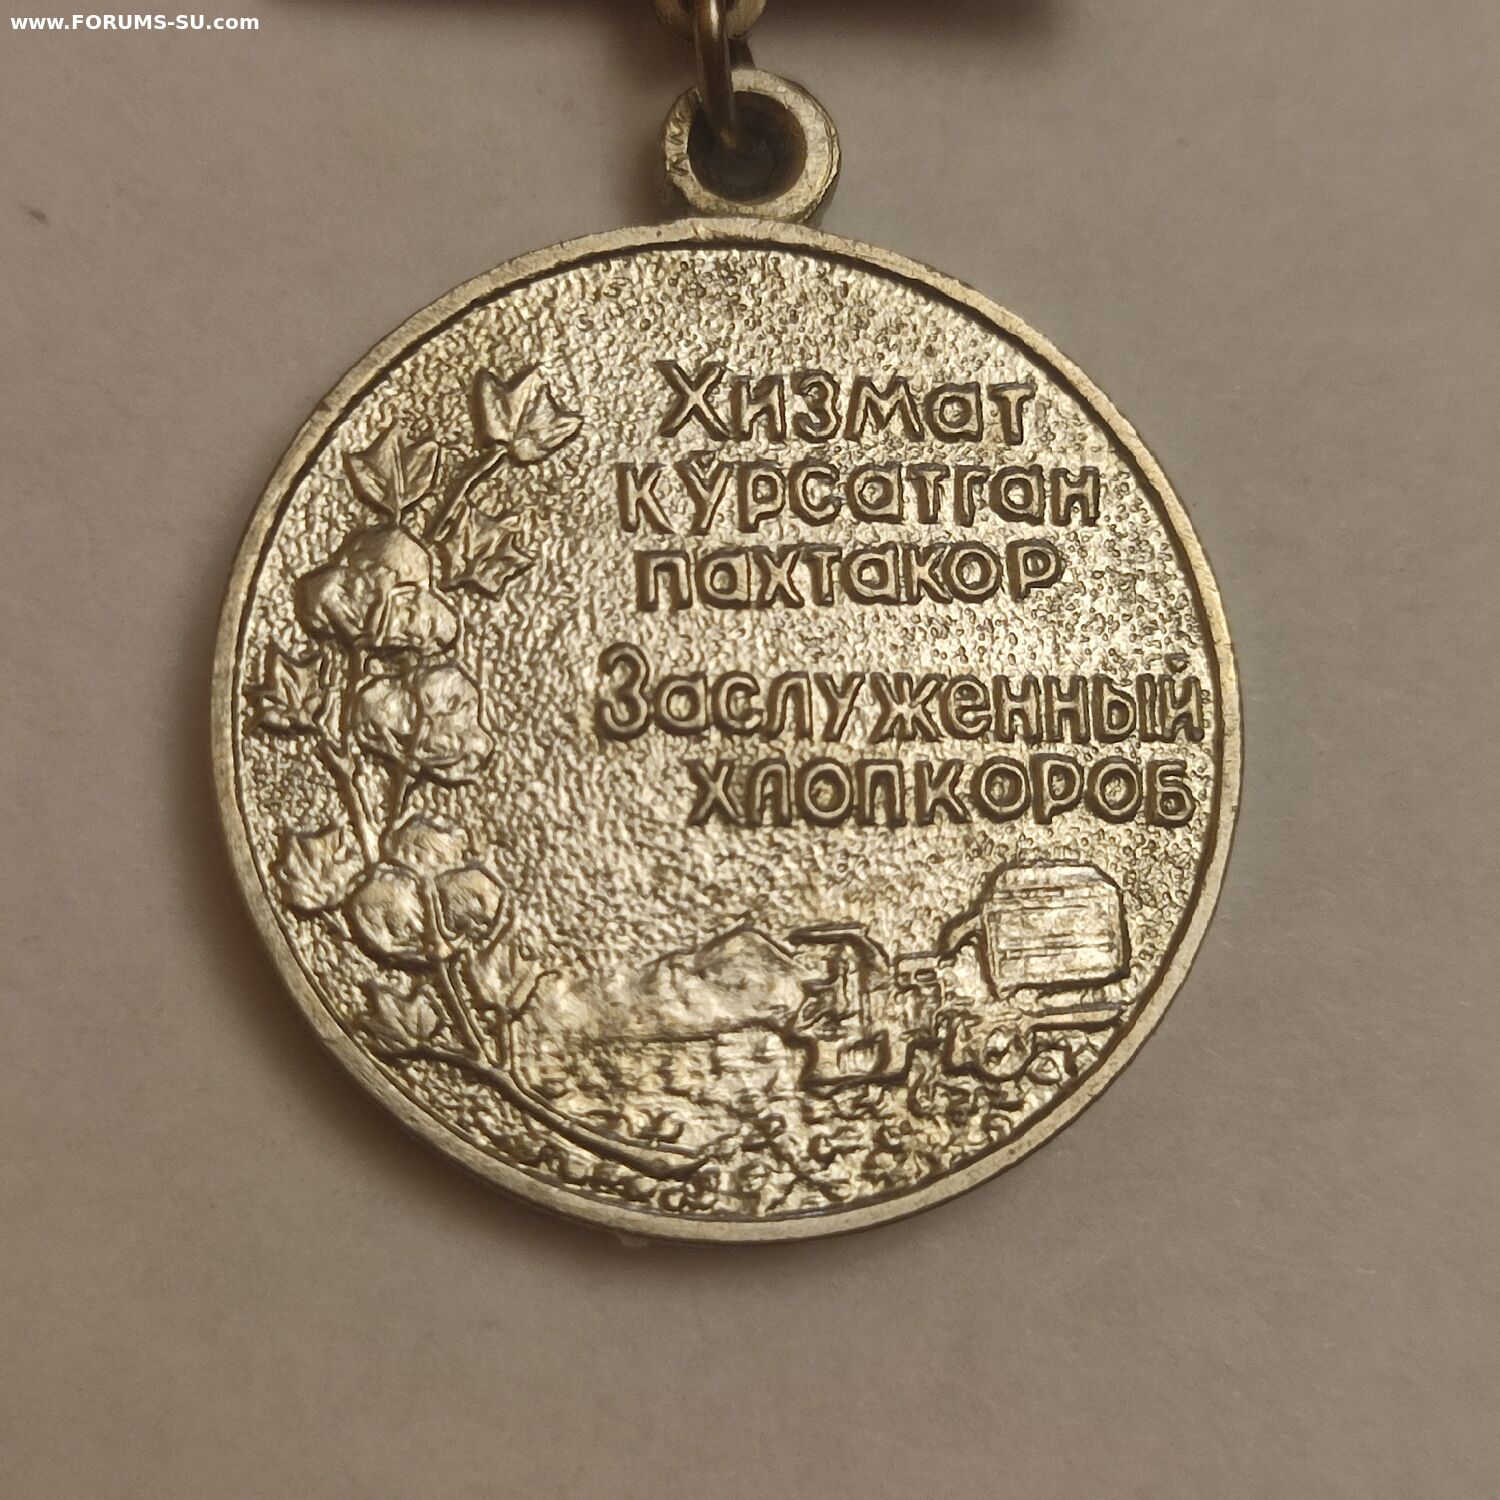 www.FORUMS-SU.com
Хизмат
кўрсатган
пахтакор
Заслуженный
хлопкороб